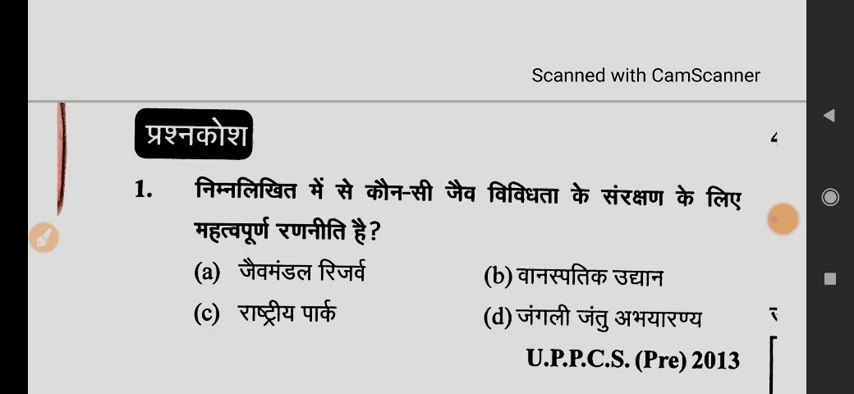 Scanned with CamScanner
प्रश्नकोश
1. निम्नलिखित में से कौन-सी जैव विविधता के संरक्षण के लिए
महत्वपूर्ण रणनीति है?
(a) जैवमंडल रिजर्व (b) वानस्पतिक उद्यान
(c) राष्ट्रीय पार्क (d) जंगली जंतु अभयारण्य
U.P.P.C.S. (Pre) 2013